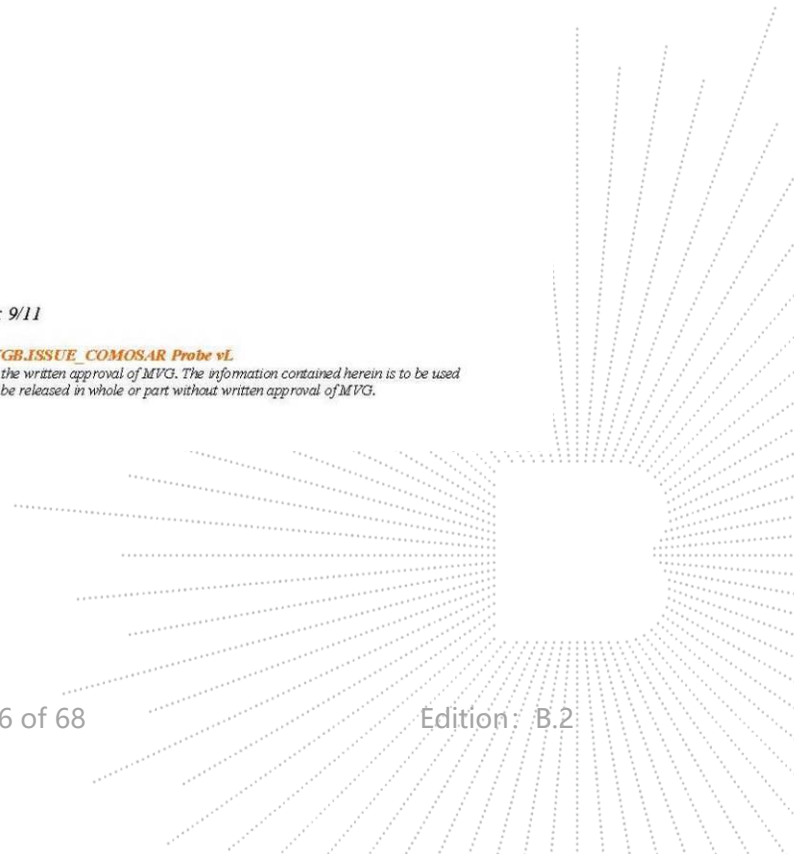 : 9/11
GB.ISSUE_COMOSAR Probe vL
the written approval of MVG. The information contained herein is to be used
be released in whole or part without written approval of MVG.
6 of 68 Edition: B.2